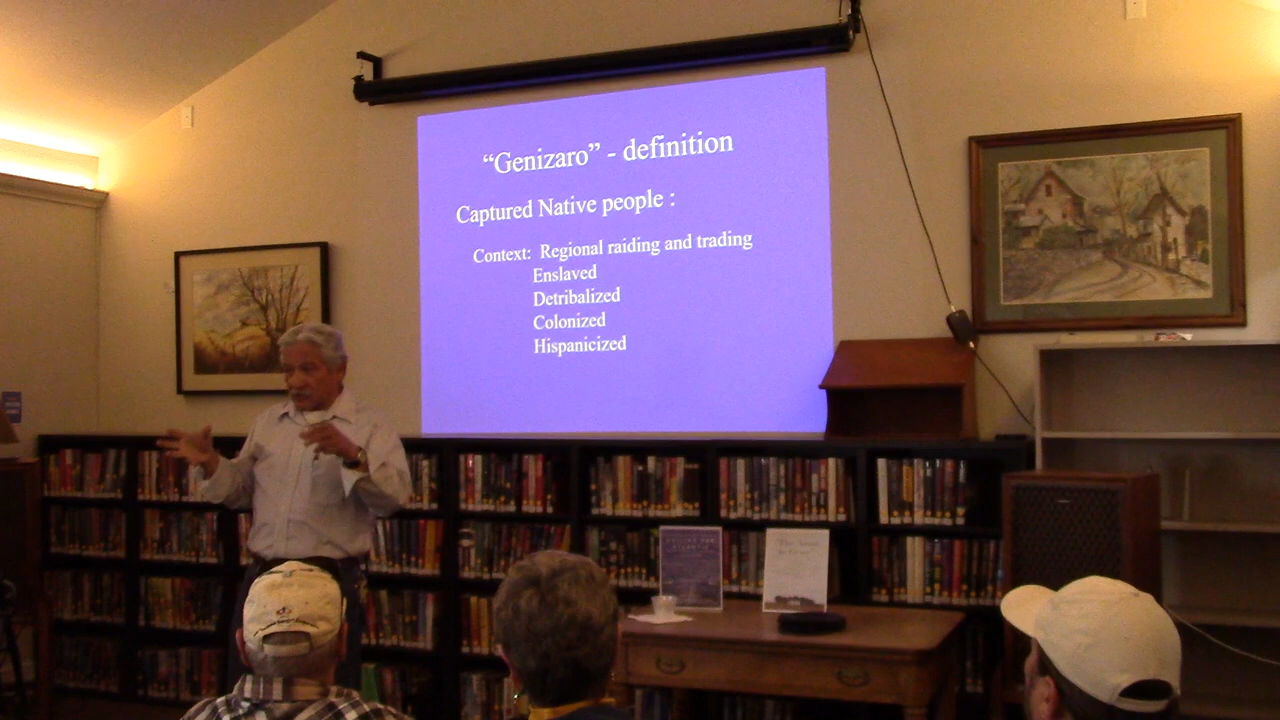 “Genizaro” - definition
Captured Native people :
Context: Regional raiding and trading
Enslaved
Detribalized
Colonized
Hispanicized